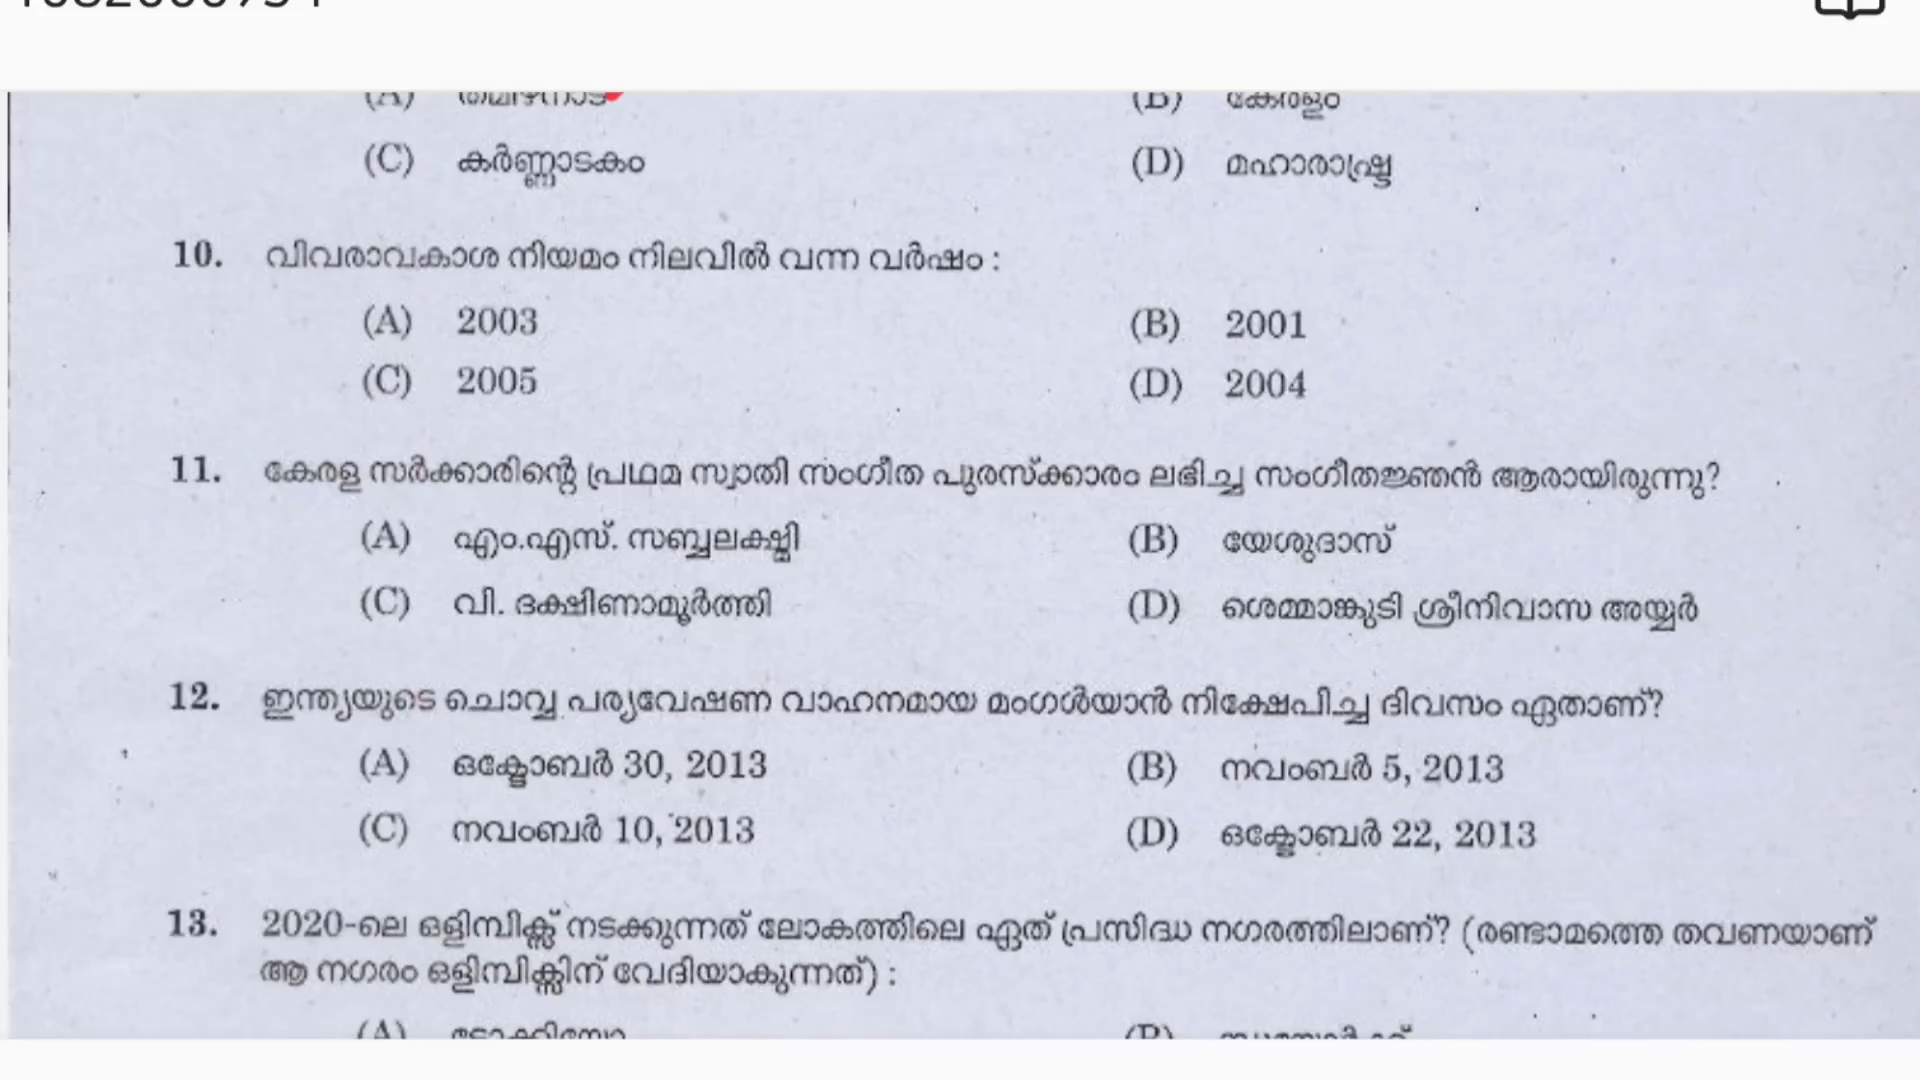 (A) തമിഴ്നാട് (B) കേരളം
(C) കർണ്ണാടകം (D) മഹാരാഷ്ട്ര
10. വിവരാവകാശ നിയമം നിലവിൽ വന്ന വർഷം :
(A) 2003 (B) 2001
(C) 2005 (D) 2004
11. കേരള സർക്കാരിന്റെ പ്രഥമ സ്വാതി സംഗീത പുരസ്ക്കാരം ലഭിച്ച സംഗീതജ്ഞൻ ആരായിരുന്നു?
(A) എം.എസ്. സബ്ബലക്ഷ്മി (B) യേശുദാസ്
(C) വി. ദക്ഷിണാമൂർത്തി (D) ശെമ്മാങ്കുടി ശ്രീനിവാസ അയ്യർ
12. ഇന്ത്യയുടെ ചൊവ്വ പര്യവേഷണ വാഹനമായ മംഗൾയാൻ നിക്ഷേപിച്ച ദിവസം ഏതാണ്?
(A) ഒക്ടോബർ 30, 2013 (B) നവംബർ 5, 2013
(C) നവംബർ 10, 2013 (D) ഒക്ടോബർ 22, 2013
13. 2020-ലെ ഒളിമ്പിക്സ് നടക്കുന്നത് ലോകത്തിലെ ഏത് പ്രസിദ്ധ നഗരത്തിലാണ്? (രണ്ടാമത്തെ തവണയാണ്
ആ നഗരം ഒളിമ്പിക്സിന് വേദിയാകുന്നത്) :
(A) (B)